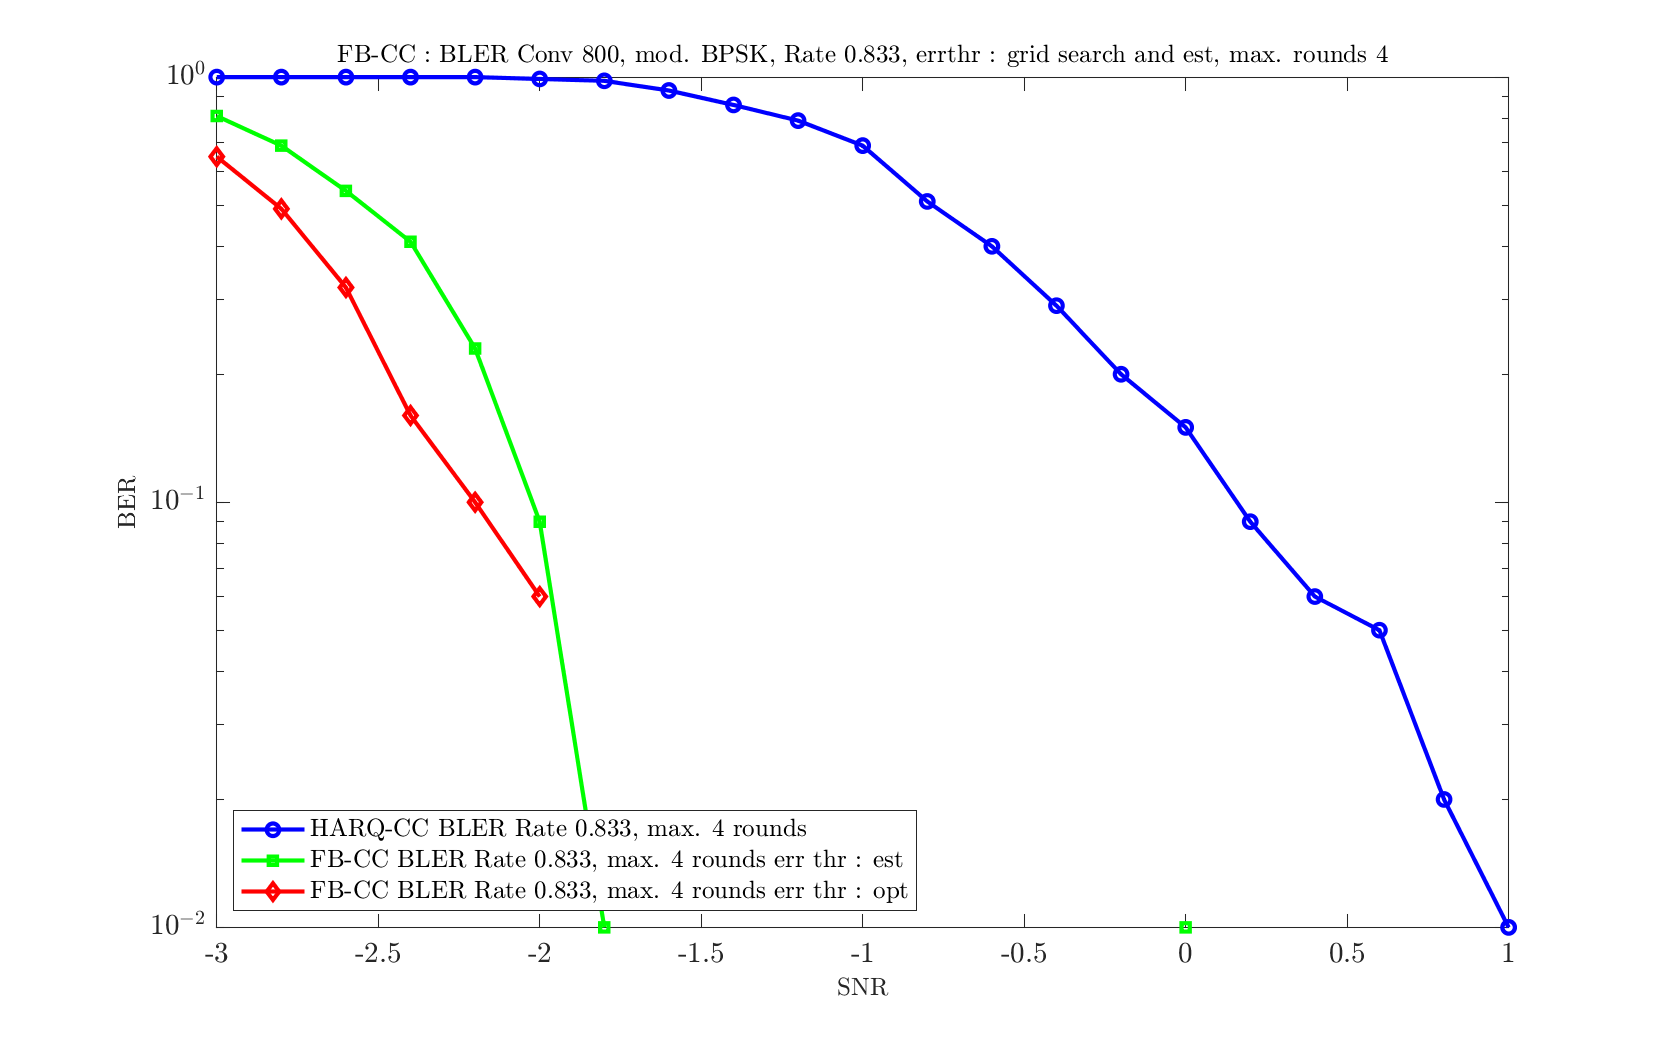 FB-CC : BLER Conv 800, mod. BPSK, Rate 0.833, errthr : grid search and est, max. rounds 4
10^0
10^{-1}
10^{-2}
BER
HARQ-CC BLER Rate 0.833, max. 4 rounds
FB-CC BLER Rate 0.833, max. 4 rounds err thr : est
FB-CC BLER Rate 0.833, max. 4 rounds err thr : opt
-3 -2.5 -2 -1.5 -1 -0.5 0 0.5 1
SNR